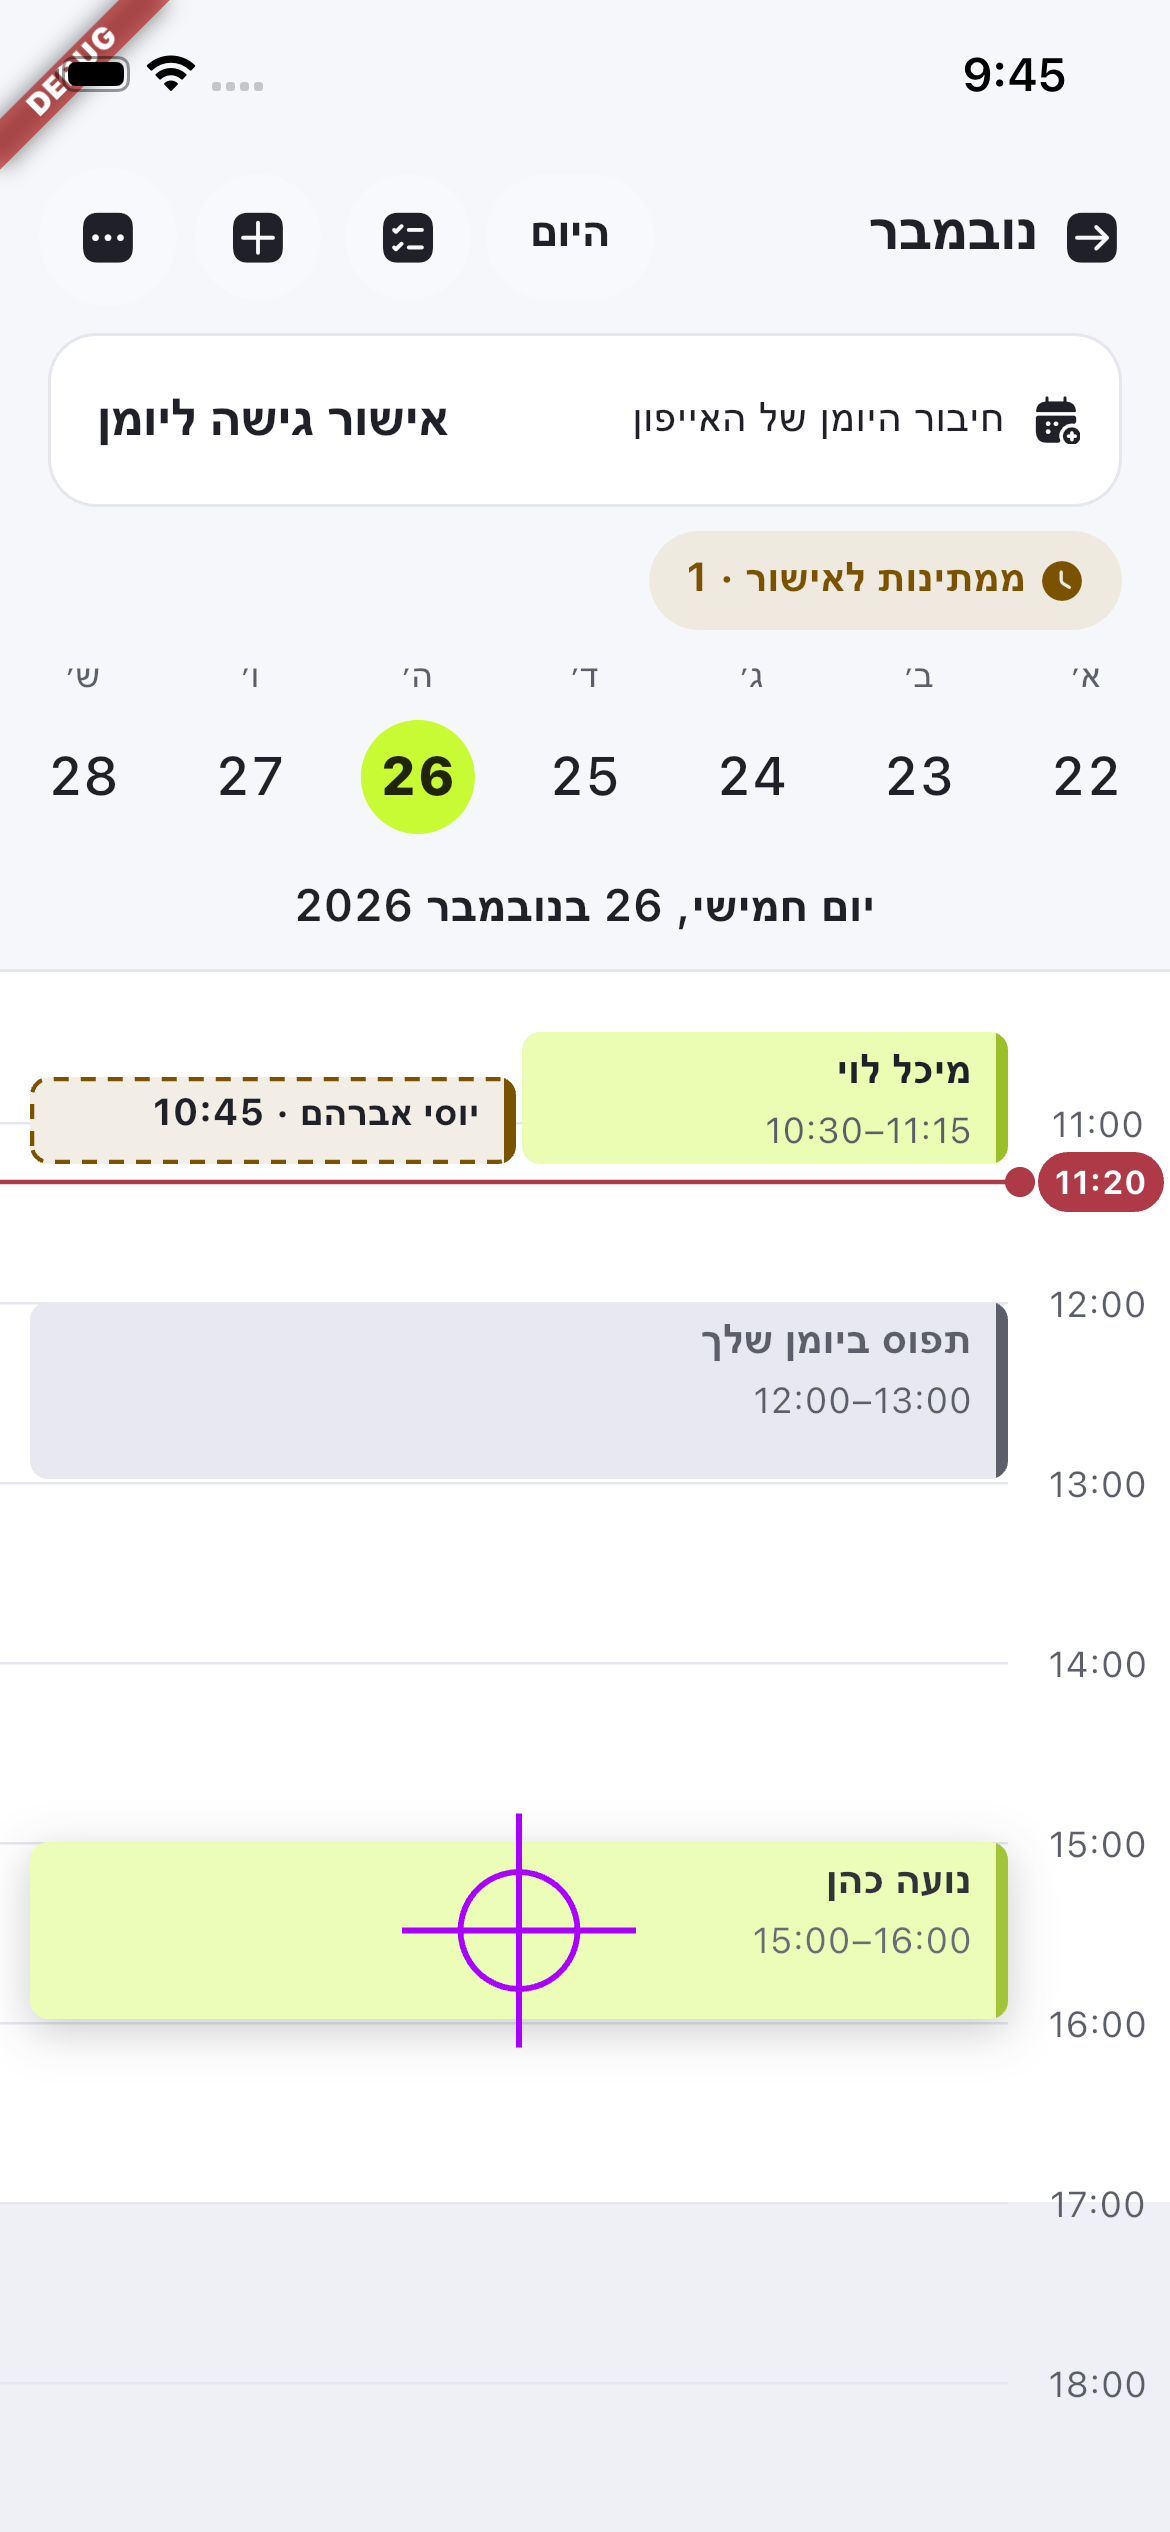 9:45
DEBUG
נובמבר
היום
חיבור היומן של האייפון
אישור גישה ליומן
ממתינות לאישור · 1
א׳ ב׳ ג׳ ד׳ ה׳ ו׳ ש׳
22 23 24 25 26 27 28
יום חמישי, 26 בנובמבר 2026
מיכל לוי
10:30–11:15
יוסי אברהם · 10:45
11:00
11:20
12:00
תפוס ביומן שלך
12:00–13:00
13:00
14:00
15:00
נועה כהן
15:00–16:00
16:00
17:00
18:00